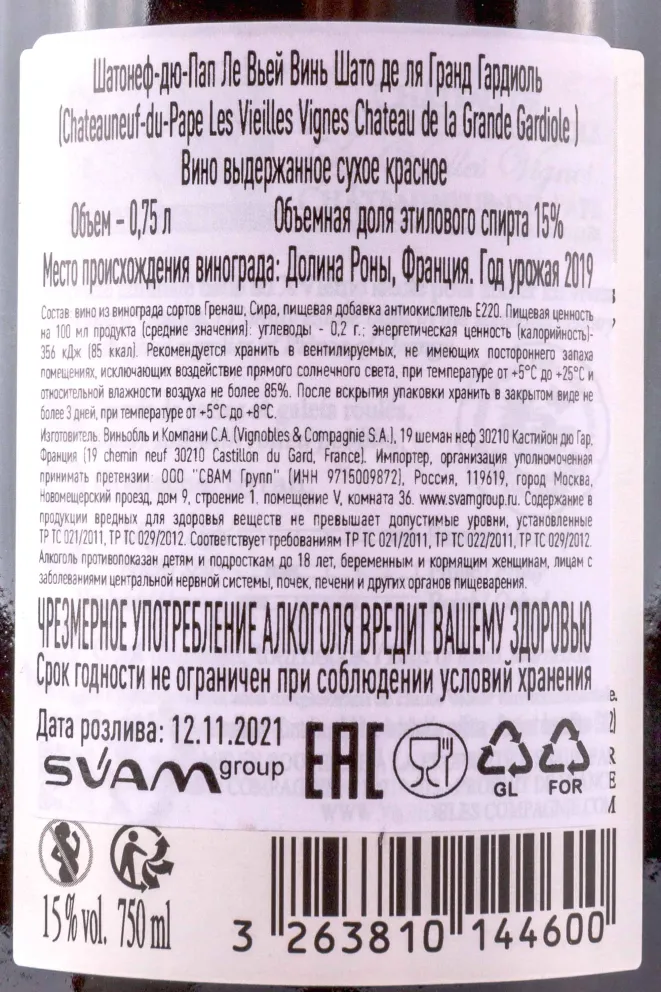 Шатонеф-дю-Пап Ле Вьей Винь Шато де ля Гранд Гардиоль
(Chateauneuf-du-Pape Les Vieilles Vignes Chateau de la Grande Gardiole )
Вино выдержанное сухое красное
Объем – 0,75 л Объемная доля этилового спирта 15%
Место происхождения винограда: Долина Роны, Франция. Год урожая 2019
Состав: вино из винограда сортов Гренаш, Сира, пищевая добавка антиокислитель Е220. Пищевая ценность
на 100 мл продукта (средние значения): углеводы - 0,2 г.; энергетическая ценность (калорийность)-
356 кДж (85 ккал). Рекомендуется хранить в вентилируемых, не имеющих постороннего запаха
помещениях, исключающих воздействие прямого солнечного света, при температуре от +5°С до +25°С и
относительной влажности воздуха не более 85%. После вскрытия упаковки хранить в закрытом виде не
более 3 дней, при температуре от +5°С до +8°С.
Изготовитель: Виньобль и Компани С.А. (Vignobles & Compagnie S.A.), 19 шеман неф 30210 Кастийон дю Гар,
Франция (19 chemin neuf 30210 Castillon du Gard, France). Импортер, организация уполномоченная
принимать претензии: ООО "СВАМ Групп" (ИНН 9715009872), Россия, 119619, город Москва,
Новомещерский проезд, дом 9, строение 1, помещение V, комната 36. www.svamgroup.ru. Содержание в
продукции вредных для здоровья веществ не превышает допустимые уровни, установленные
ТР ТС 021/2011, ТР ТС 029/2012. Соответствует требованиям ТР ТС 021/2011, ТР ТС 022/2011, ТР ТС 029/2012.
Алкоголь противопоказан детям и подросткам до 18 лет, беременным и кормящим женщинам, лицам с
заболеваниями центральной нервной системы, почек, печени и других органов пищеварения.
ЧРЕЗМЕРНОЕ УПОТРЕБЛЕНИЕ АЛКОГОЛЯ ВРЕДИТ ВАШЕМУ ЗДОРОВЬЮ
Срок годности не ограничен при соблюдении условий хранения
Дата розлива: 12.11.2021
SVAM group EAC
GL FOR
15 % vol. 750 ml
3 263810 144600